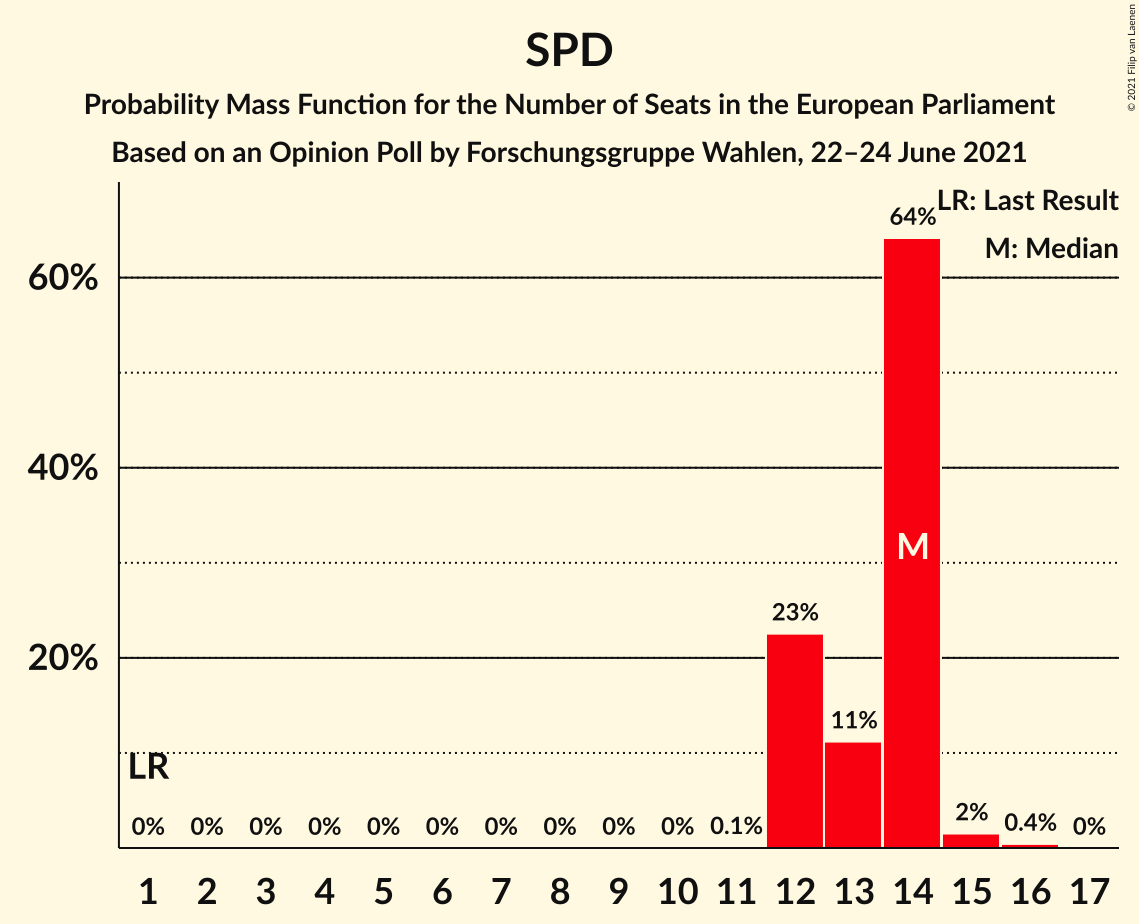 SPD
Probability Mass Function for the Number of Seats in the European Parliament
Based on an Opinion Poll by Forschungsgruppe Wahlen, 22–24 June 2021
© 2021 Filip van Laenen
LR: Last Result
M: Median
60%
40%
20%
LR
M
0% 0% 0% 0% 0% 0% 0% 0% 0% 0% 0.1% 23% 11% 64% 2% 0.4% 0%
1 2 3 4 5 6 7 8 9 10 11 12 13 14 15 16 17